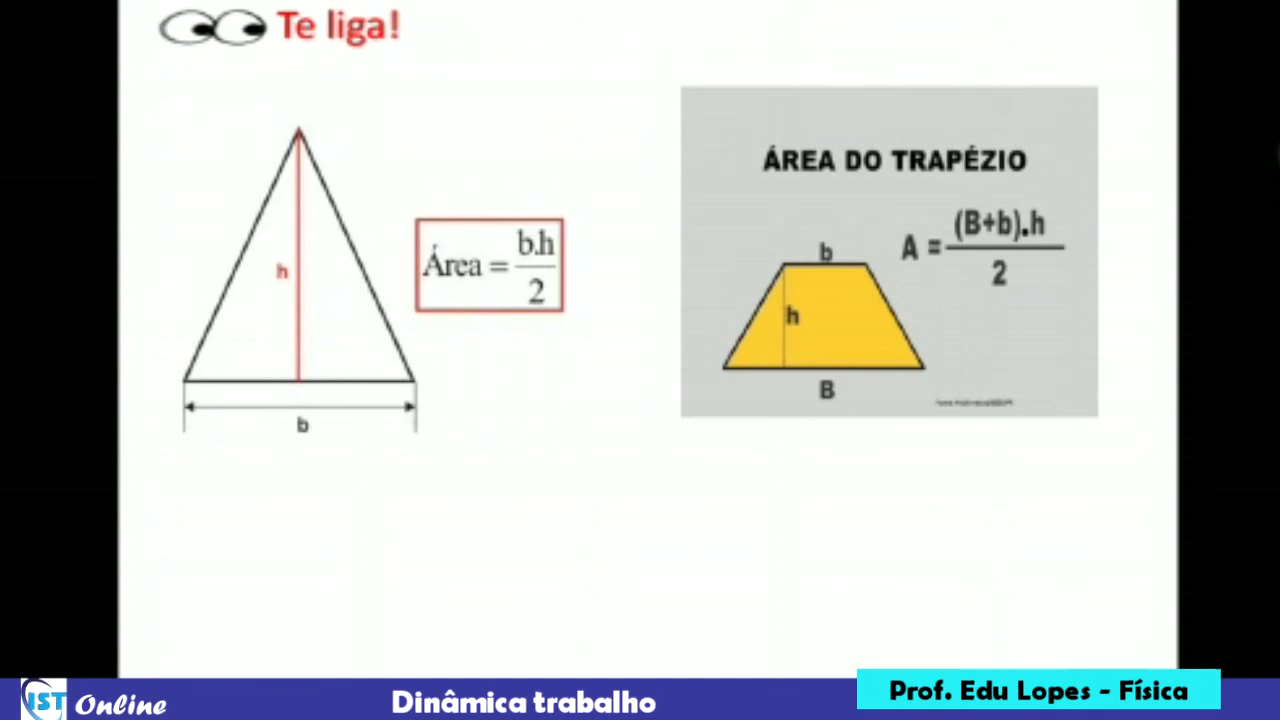 Te liga!
h
Área = b.h / 2
b
ÁREA DO TRAPÉZIO
A = (B+b).h / 2
b
h
B
IST Online
Dinâmica trabalho
Prof. Edu Lopes - Física